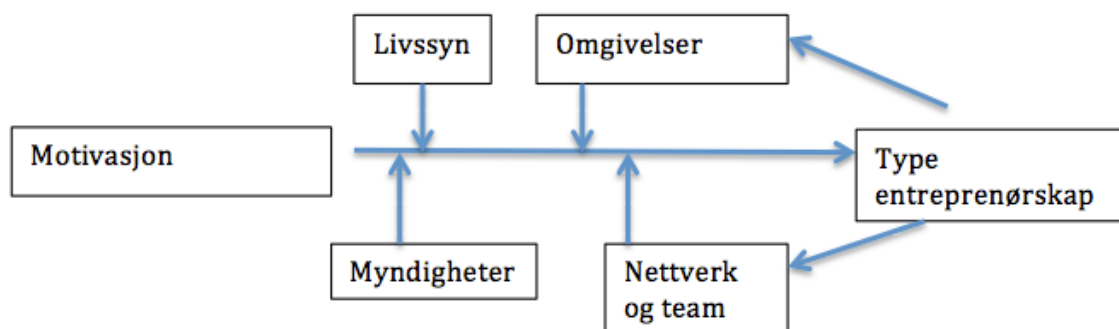 Livssyn
Omgivelser
Motivasjon
Type
entreprenørskap
Myndigheter
Nettverk
og team